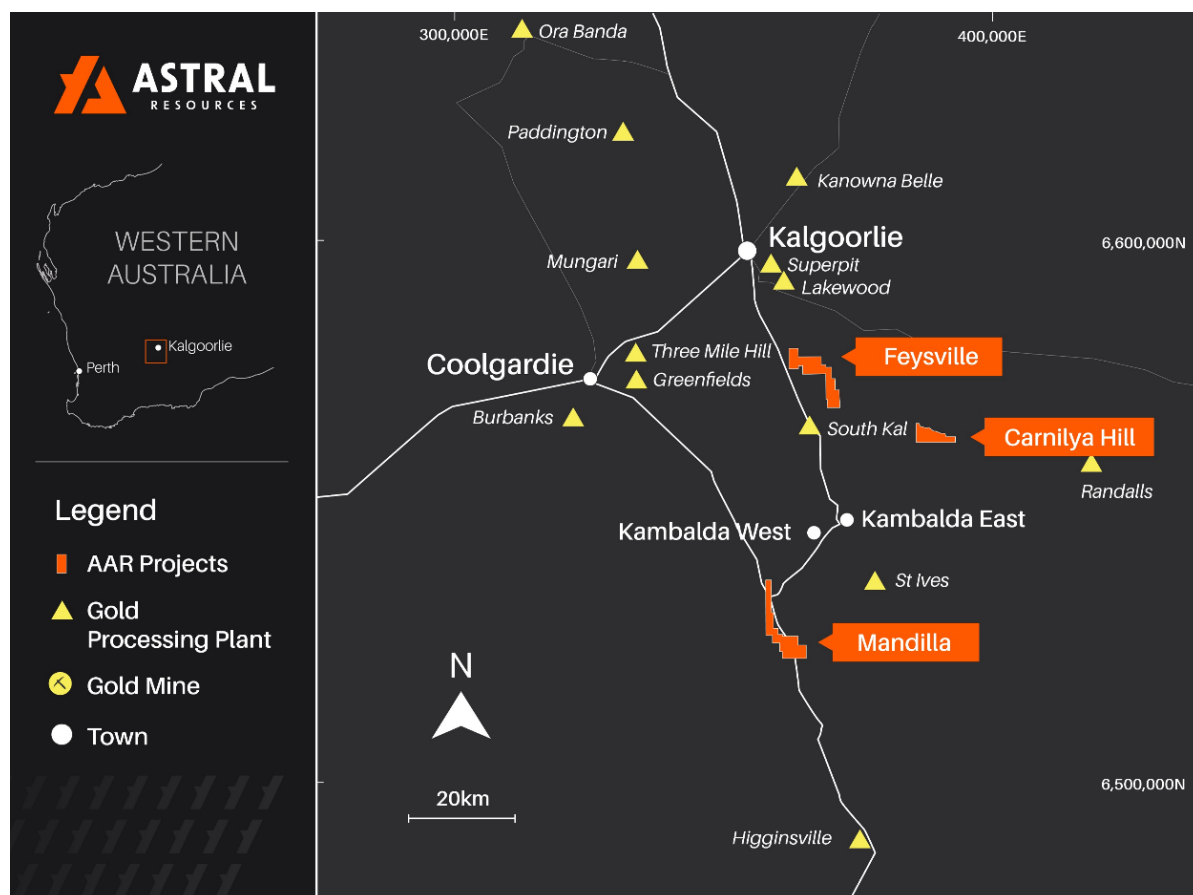 ASTRAL
RESOURCES
WESTERN
AUSTRALIA
Kalgoorlie
Perth
Legend
AAR Projects
Gold
Processing Plant
Gold Mine
Town
300,000E
400,000E
Ora Banda
Paddington
Kanowna Belle
Kalgoorlie
6,600,000N
Mungari
Superpit
Lakewood
Three Mile Hill
Feysville
Coolgardie
Greenfields
Burbanks
South Kal
Carnilya Hill
Randalls
Kambalda West
Kambalda East
St Ives
Mandilla
N
6,500,000N
20km
Higginsville